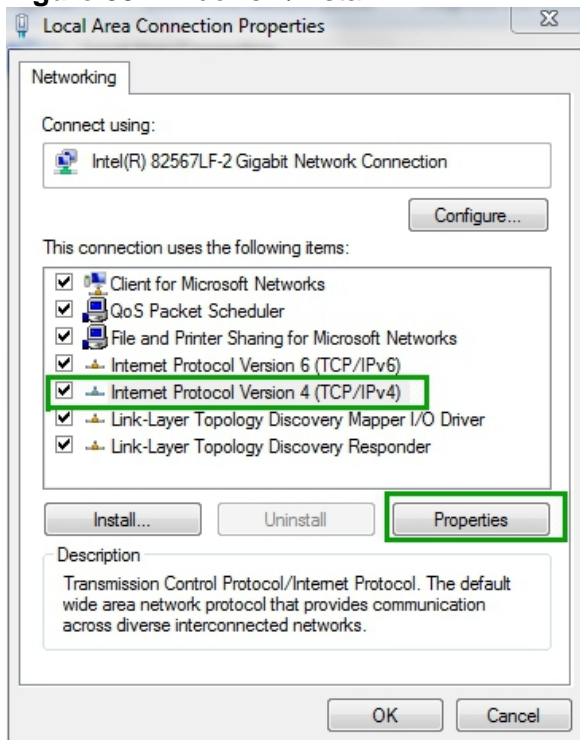 Local Area Connection Properties
Networking
Connect using:
Intel(R) 82567LF-2 Gigabit Network Connection
Configure...
This connection uses the following items:
Client for Microsoft Networks
QoS Packet Scheduler
File and Printer Sharing for Microsoft Networks
Internet Protocol Version 6 (TCP/IPv6)
Internet Protocol Version 4 (TCP/IPv4)
Link-Layer Topology Discovery Mapper I/O Driver
Link-Layer Topology Discovery Responder
Install... Uninstall Properties
Description
Transmission Control Protocol/Internet Protocol. The default
wide area network protocol that provides communication
across diverse interconnected networks.
OK Cancel